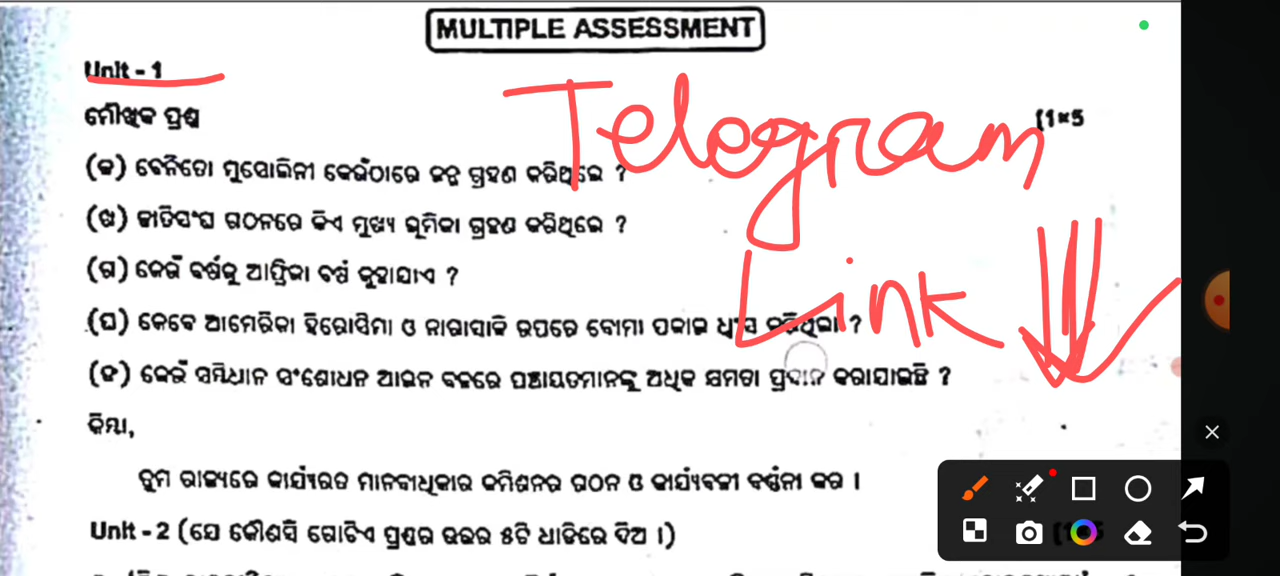 MULTIPLE ASSESSMENT
Unit - 1
ମୌଖିକ ପ୍ରଶ୍ନ [1×5
(କ) ବେନିତୋ ମୁସୋଲିନୀ କେଉଁଠାରେ ଜନ୍ମ ଗ୍ରହଣ କରିଥିଲେ ?
(ଖ) ଜାତିସଂଘ ଗଠନରେ କିଏ ମୁଖ୍ୟ ଭୂମିକା ଗ୍ରହଣ କରିଥିଲେ ?
(ଗ) କେଉଁ ବର୍ଷକୁ ଆଫ୍ରିକା ବର୍ଷ କୁହାଯାଏ ?
(ଘ) କେବେ ଆମେରିକା ହିରୋସିମା ଓ ନାଗାସାକି ଉପରେ ବୋମା ପକାଇ ଧ୍ୱଂସ କରିଥିଲା ?
(ଙ) କେଉଁ ସମ୍ବିଧାନ ସଂଶୋଧନ ଆଇନ ବଳରେ ପଞ୍ଚାୟତମାନଙ୍କୁ ଅଧିକ କ୍ଷମତା ପ୍ରଦାନ କରାଯାଇଛି ?
କିମ୍ବା,
ତୁମ ରାଜ୍ୟରେ କାର୍ଯ୍ୟରତ ମାନବାଧିକାର କମିଶନର ଗଠନ ଓ କାର୍ଯ୍ୟାବଳୀ ବର୍ଣ୍ଣନା କର ।
Unit - 2 (ଯେ କୌଣସି ଗୋଟିଏ ପ୍ରଶ୍ନର ଉତ୍ତର ୫ଟି ଧାଡିରେ ଦିଅ ।)
Telegram
Link